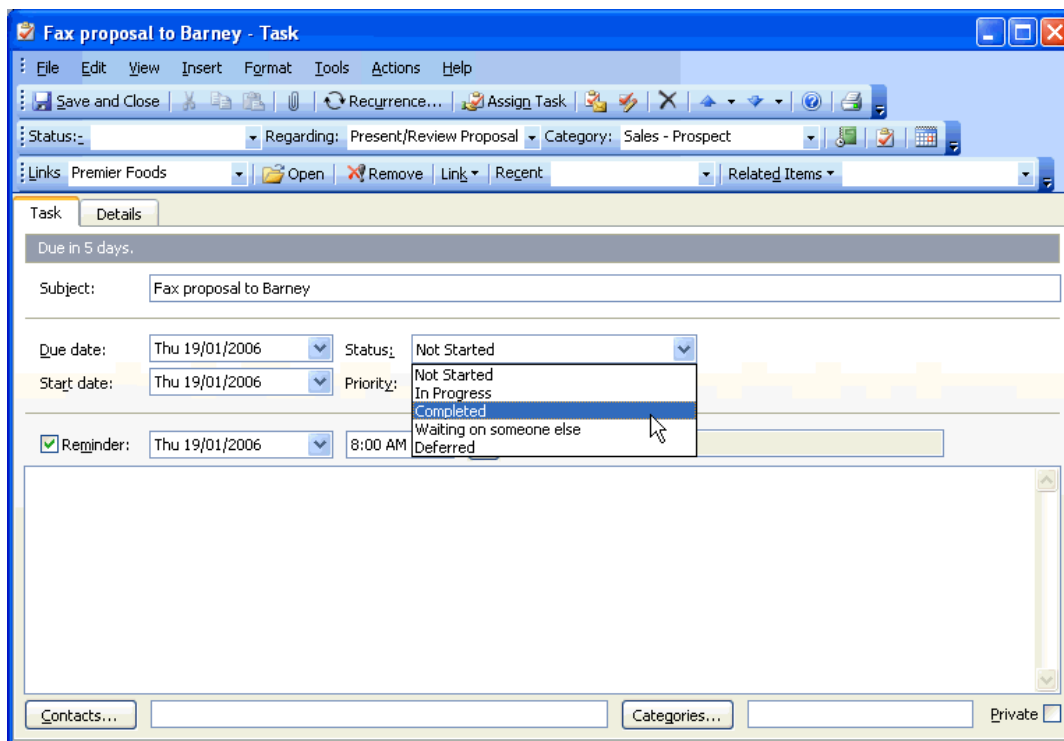 Fax proposal to Barney - Task
File Edit View Insert Format Tools Actions Help
Save and Close Recurrence... Assign Task
Status:- Regarding: Present/Review Proposal Category: Sales - Prospect
Links Premier Foods Open Remove Link Recent Related Items
Task Details
Due in 5 days.
Subject: Fax proposal to Barney
Due date: Thu 19/01/2006 Status: Not Started
Start date: Thu 19/01/2006 Priority:
Not Started
In Progress
Completed
Waiting on someone else
Deferred
Reminder: Thu 19/01/2006 8:00 AM
Contacts... Categories... Private